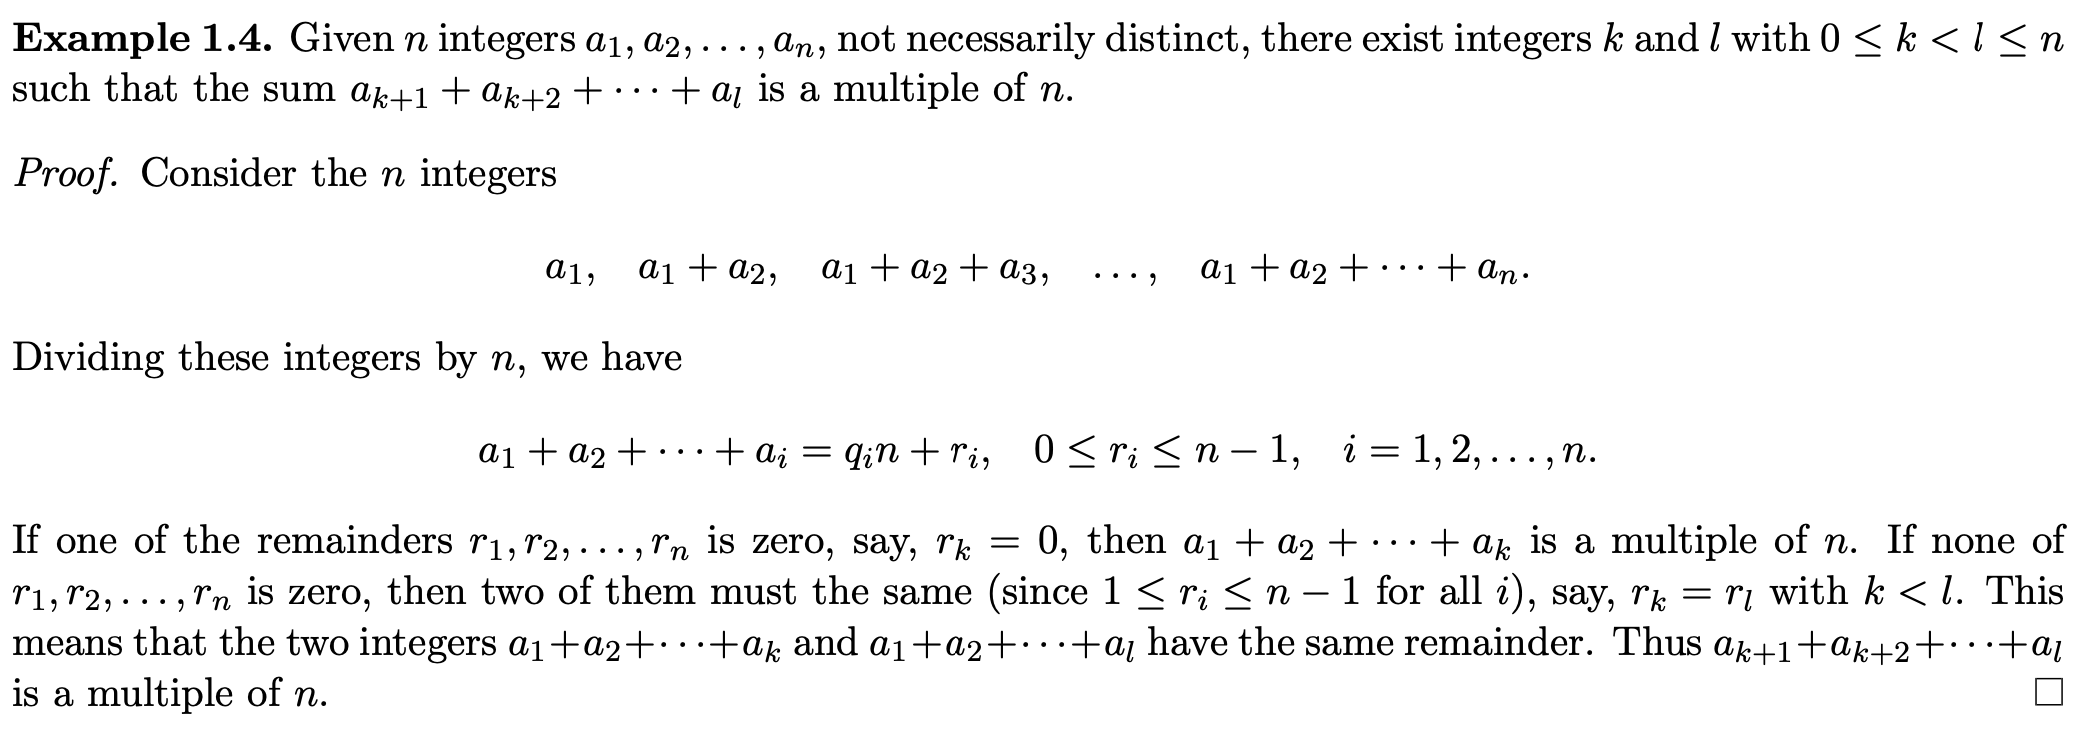 Example 1.4. Given n integers a₁, a₂, . . . , aₙ, not necessarily distinct, there exist integers k and l with 0 ≤ k < l ≤ n
such that the sum aₖ₊₁ + aₖ₊₂ + · · · + aₗ is a multiple of n.
Proof. Consider the n integers
a₁, a₁ + a₂, a₁ + a₂ + a₃, . . . , a₁ + a₂ + · · · + aₙ.
Dividing these integers by n, we have
a₁ + a₂ + · · · + aᵢ = qᵢn + rᵢ, 0 ≤ rᵢ ≤ n − 1, i = 1, 2, . . . , n.
If one of the remainders r₁, r₂, . . . , rₙ is zero, say, rₖ = 0, then a₁ + a₂ + · · · + aₖ is a multiple of n. If none of
r₁, r₂, . . . , rₙ is zero, then two of them must the same (since 1 ≤ rᵢ ≤ n − 1 for all i), say, rₖ = rₗ with k < l. This
means that the two integers a₁+a₂+· · ·+aₖ and a₁+a₂+· · ·+aₗ have the same remainder. Thus aₖ₊₁+aₖ₊₂+· · ·+aₗ
is a multiple of n. □